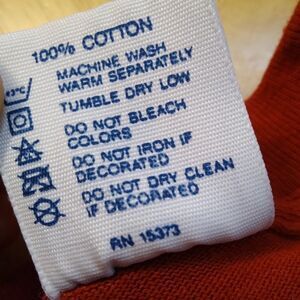 100% COTTON
MACHINE WASH
WARM SEPARATELY
TUMBLE DRY LOW
DO NOT BLEACH
COLORS
DO NOT IRON IF
DECORATED
DO NOT DRY CLEAN
IF DECORATED
RN 15373